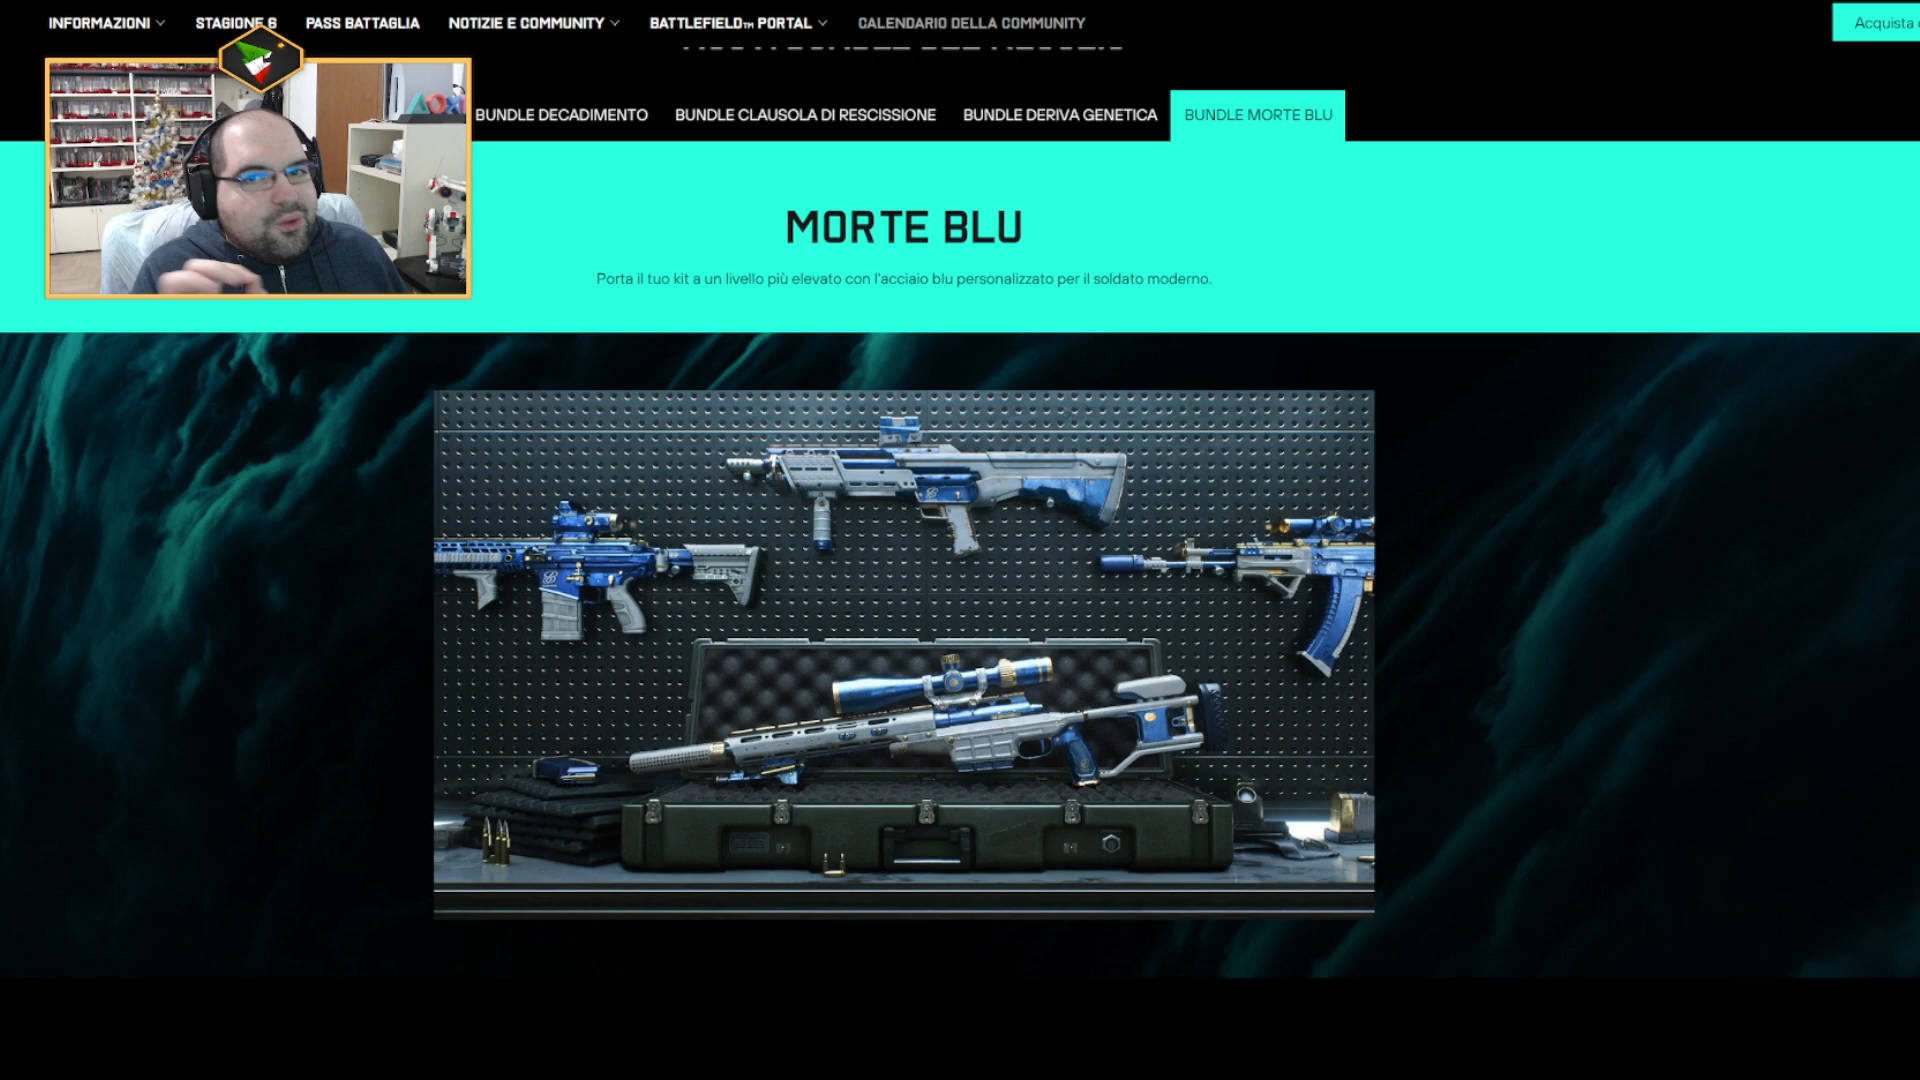 INFORMAZIONI STAGIONE 6 PASS BATTAGLIA NOTIZIE E COMMUNITY BATTLEFIELD™ PORTAL CALENDARIO DELLA COMMUNITY
Acquista
BUNDLE DECADIMENTO BUNDLE CLAUSOLA DI RESCISSIONE BUNDLE DERIVA GENETICA BUNDLE MORTE BLU
MORTE BLU
Porta il tuo kit a un livello più elevato con l'acciaio blu personalizzato per il soldato moderno.